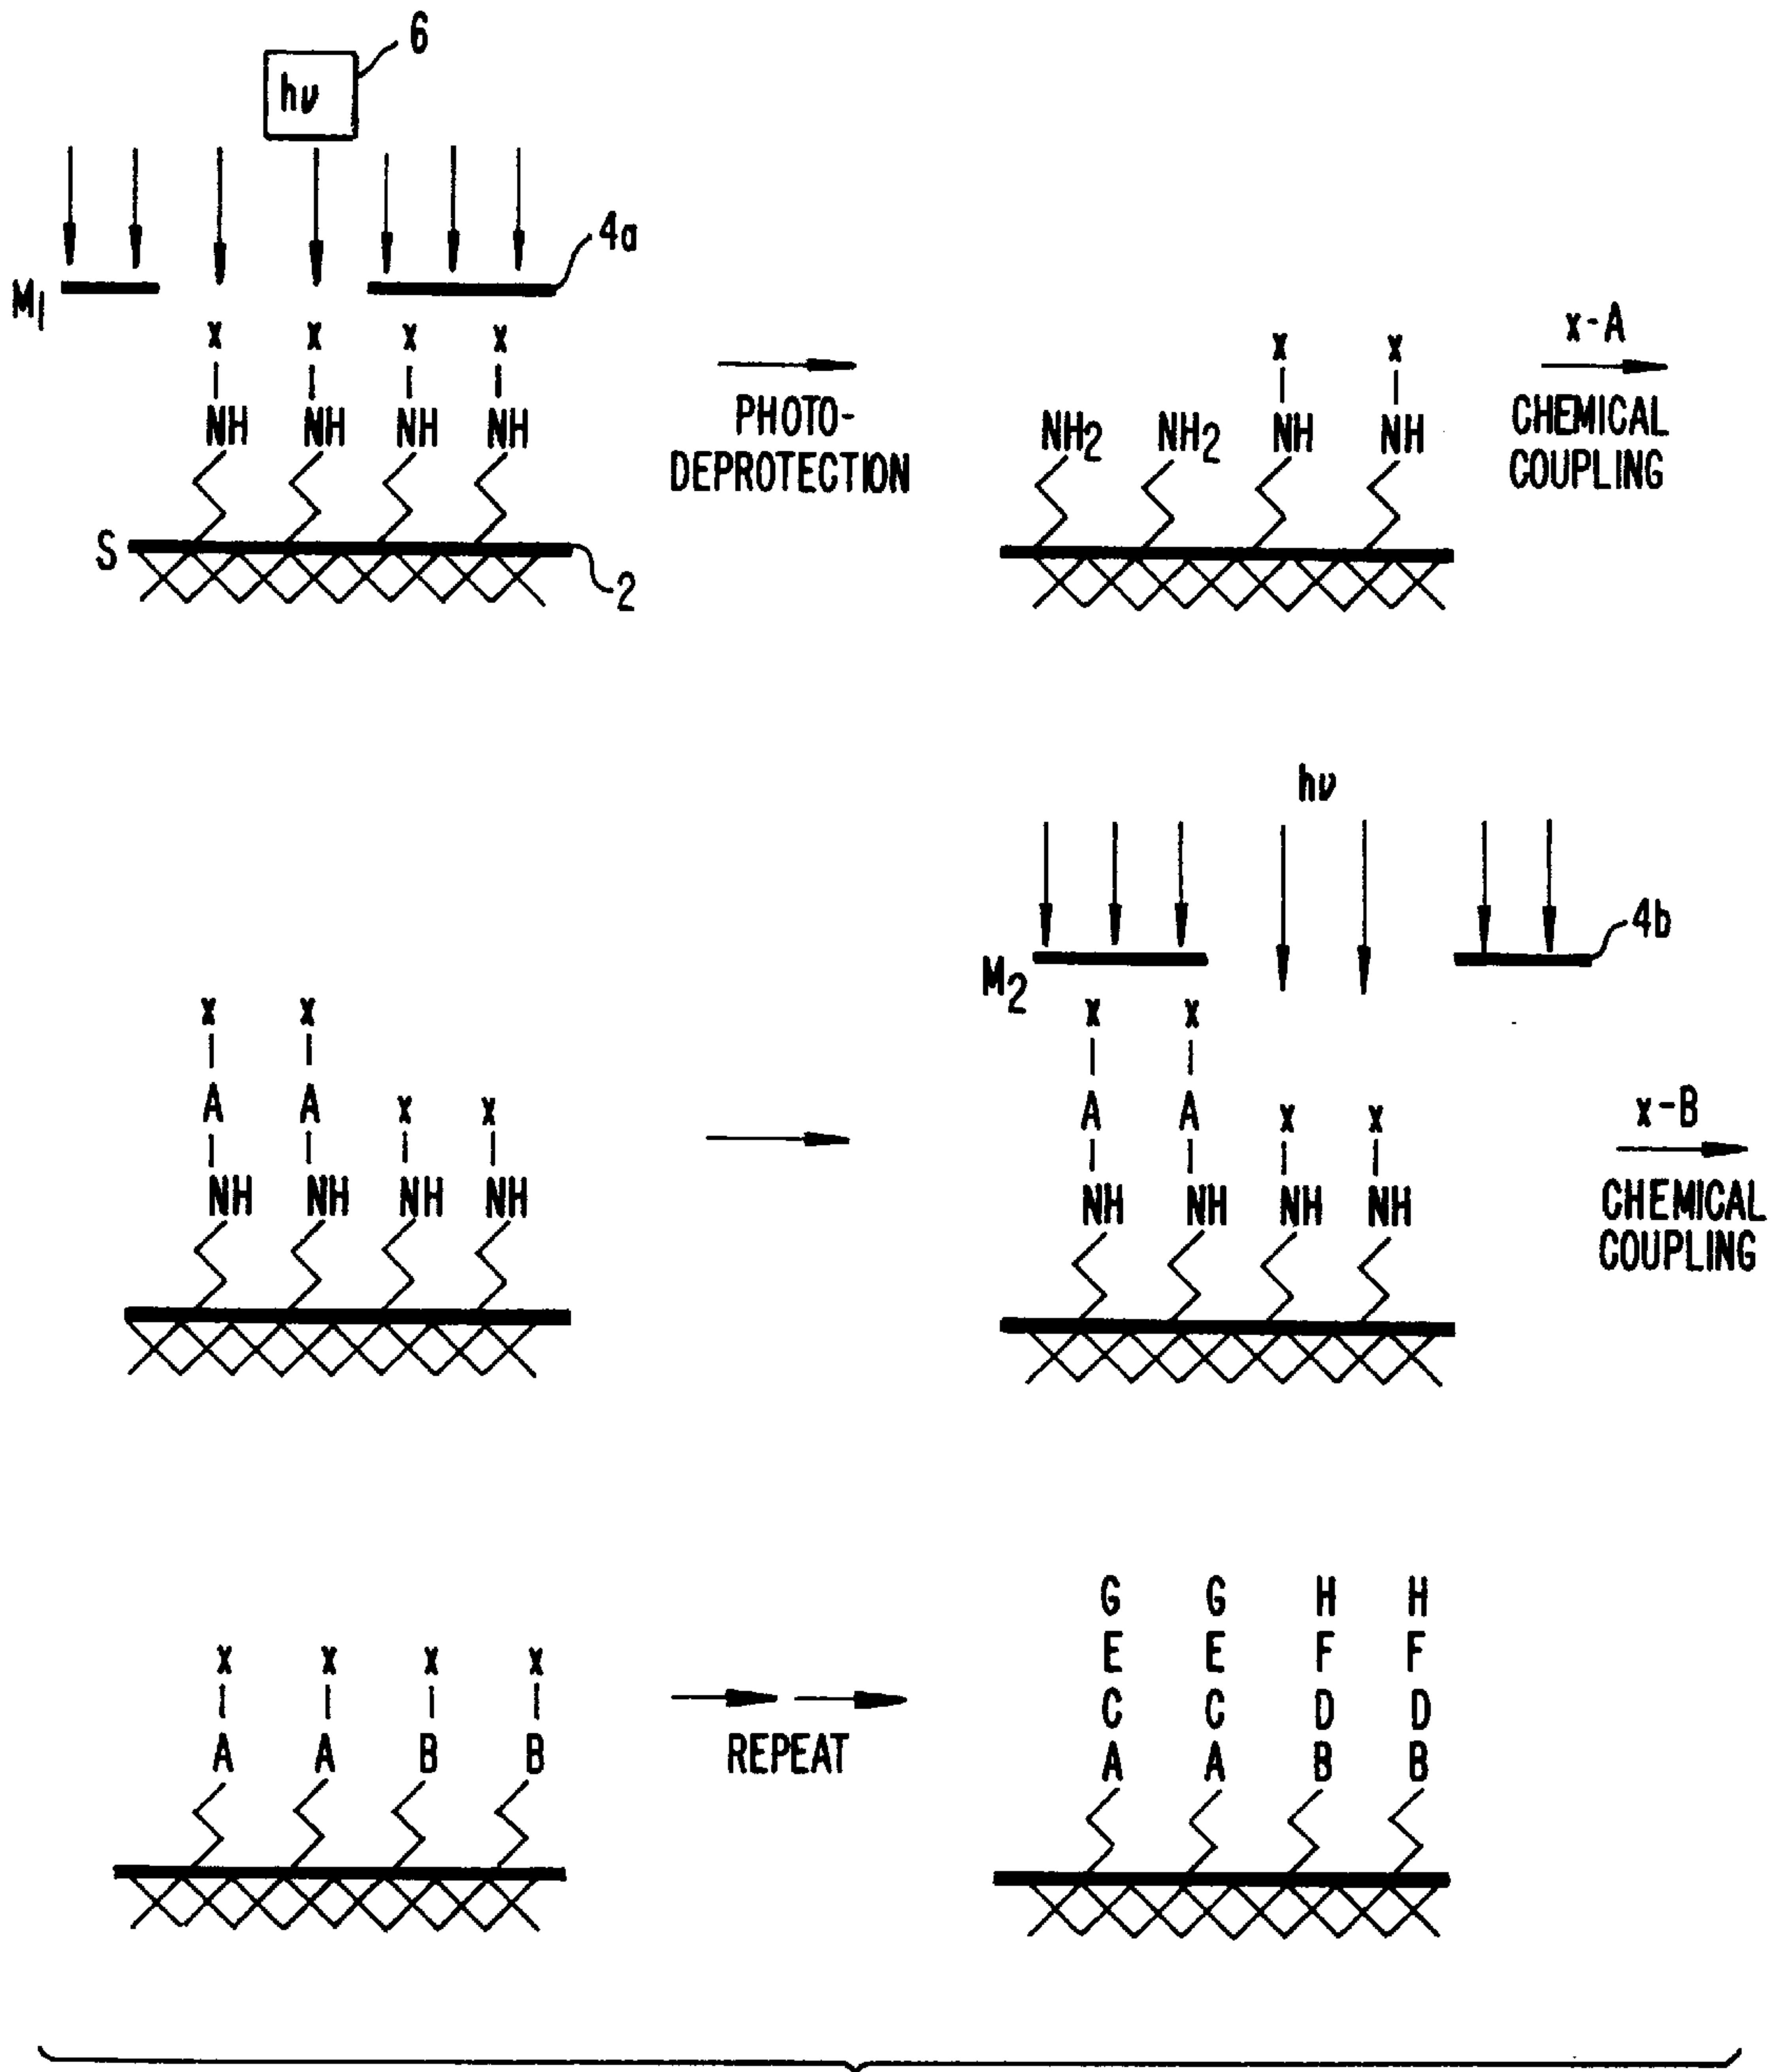 6
hν
4a
M1
x x x x
NH NH NH NH
S
2
PHOTO-
DEPROTECTION
x x
NH2 NH2 NH NH
x-A
CHEMICAL
COUPLING
hν
4b
M2
x x
A A x x
NH NH NH NH
x x
A A x x
NH NH NH NH
x-B
CHEMICAL
COUPLING
x x x x
A A B B
REPEAT
G G H H
E E F F
C C D D
A A B B